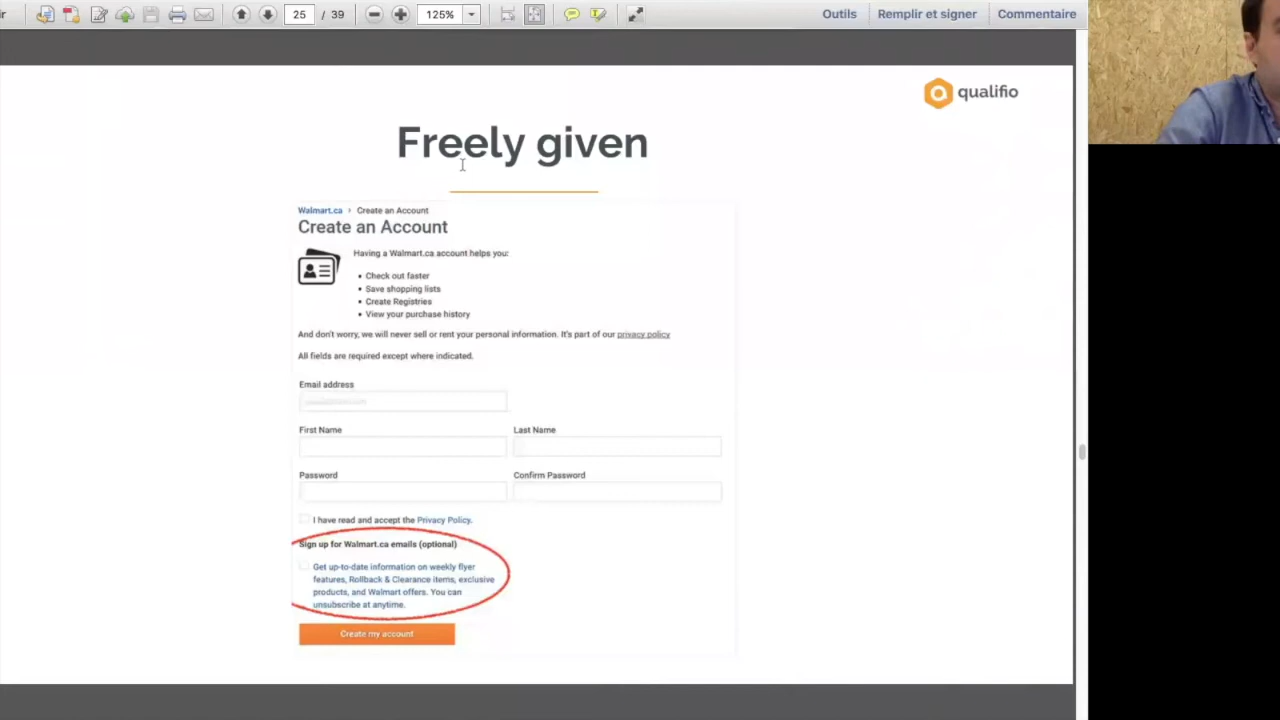 25 / 39
125%
Outils
Remplir et signer
Commentaire
qualifio
Freely given
Walmart.ca › Create an Account
Create an Account
Having a Walmart.ca account helps you:
• Check out faster
• Save shopping lists
• Create Registries
• View your purchase history
And don't worry, we will never sell or rent your personal information. It's part of our privacy policy
All fields are required except where indicated.
Email address
First Name
Last Name
Password
Confirm Password
I have read and accept the Privacy Policy.
Sign up for Walmart.ca emails (optional)
Get up-to-date information on weekly flyer
features, Rollback & Clearance items, exclusive
products, and Walmart offers. You can
unsubscribe at anytime.
Create my account